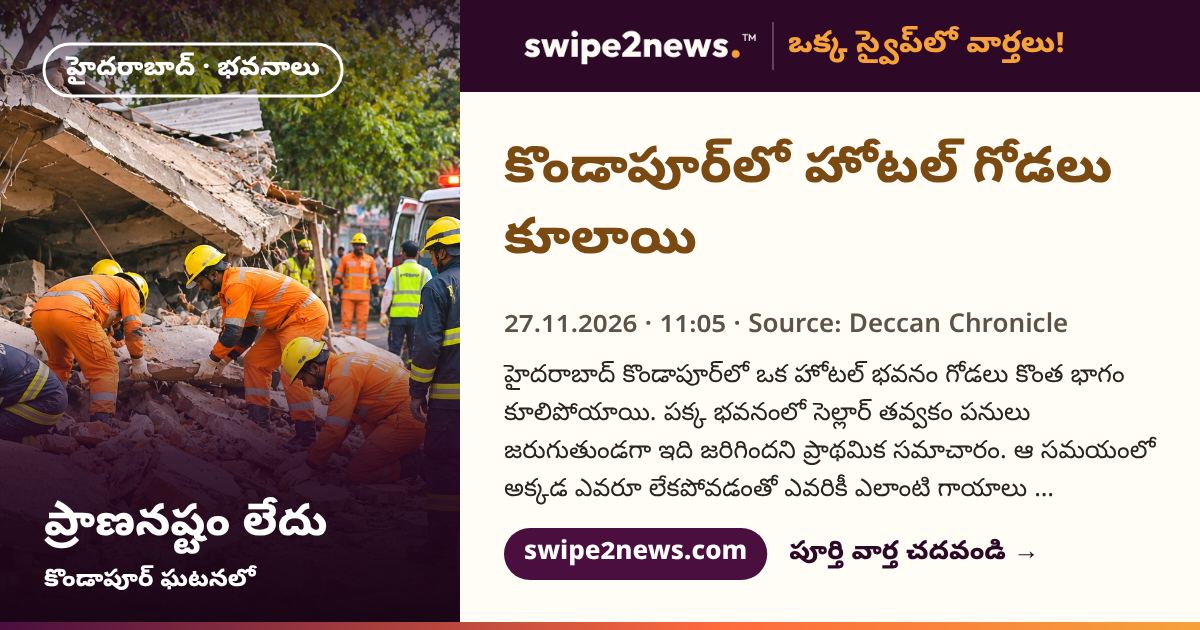 హైదరాబాద్ · భవనాలు
swipe2news.™
ఒక్క స్వైప్‌లో వార్తలు!
కొండాపూర్‌లో హోటల్ గోడలు
కూలాయి
27.11.2026 · 11:05 · Source: Deccan Chronicle
హైదరాబాద్ కొండాపూర్‌లో ఒక హోటల్ భవనం గోడలు కొంత భాగం
కూలిపోయాయి. పక్క భవనంలో సెల్లార్ తవ్వకం పనులు
జరుగుతుండగా ఇది జరిగిందని ప్రాథమిక సమాచారం. ఆ సమయంలో
అక్కడ ఎవరూ లేకపోవడంతో ఎవరికీ ఎలాంటి గాయాలు ...
ప్రాణనష్టం లేదు
కొండాపూర్ ఘటనలో
swipe2news.com
పూర్తి వార్త చదవండి →